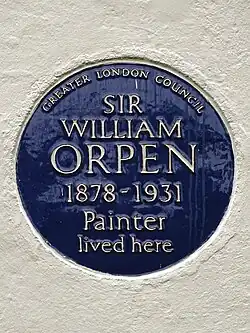 GREATER LONDON COUNCIL
SIR
WILLIAM
ORPEN
1878-1931
Painter
lived here